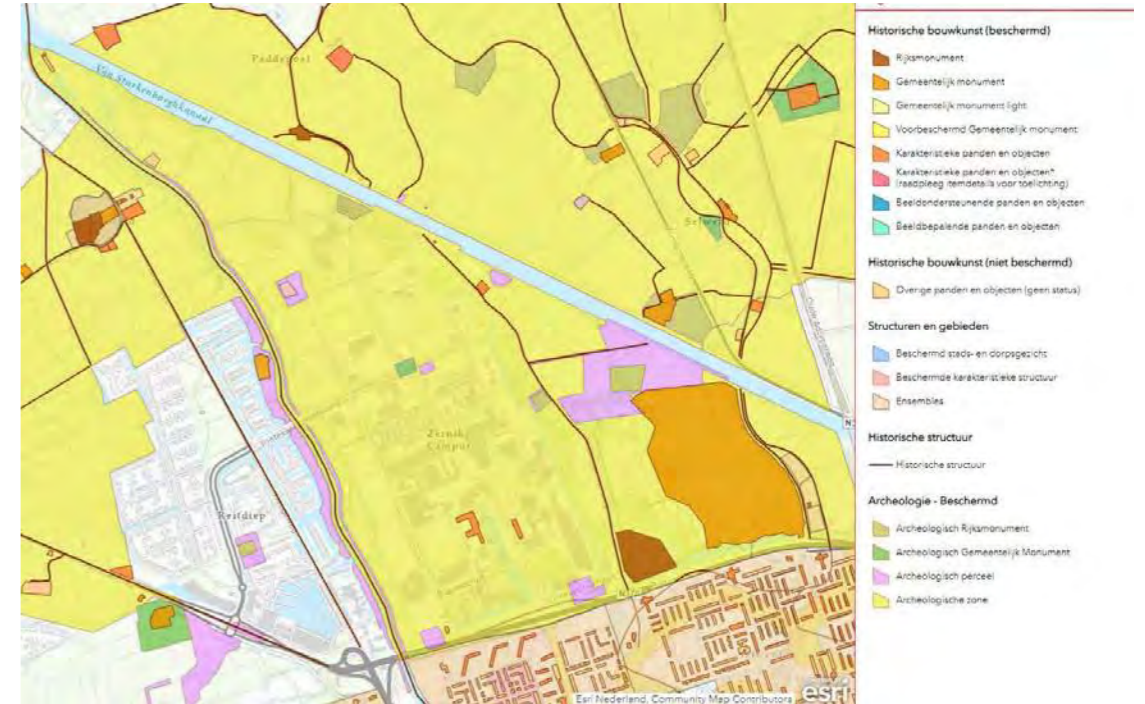 Paddepoel
Van Starkenborghkanaal
Selwerd
Zernike
Campus
Reitdiep
Esri Nederland, Community Map Contributors
esri
Historische bouwkunst (beschermd)
Rijksmonument
Gemeentelijk monument
Gemeentelijk monument light
Voorbeschermd Gemeentelijk monument
Karakteristieke panden en objecten
Karakteristieke panden en objecten*
(raadpleeg itemdetails voor toelichting)
Beeldondersteunende panden en objecten
Beeldbepalende panden en objecten
Historische bouwkunst (niet beschermd)
Overige panden en objecten (geen status)
Structuren en gebieden
Beschermd stads- en dorpsgezicht
Beschermde karakteristieke structuur
Ensembles
Historische structuur
Historische structuur
Archeologie - Beschermd
Archeologisch Rijksmonument
Archeologisch Gemeentelijk Monument
Archeologisch perceel
Archeologische zone